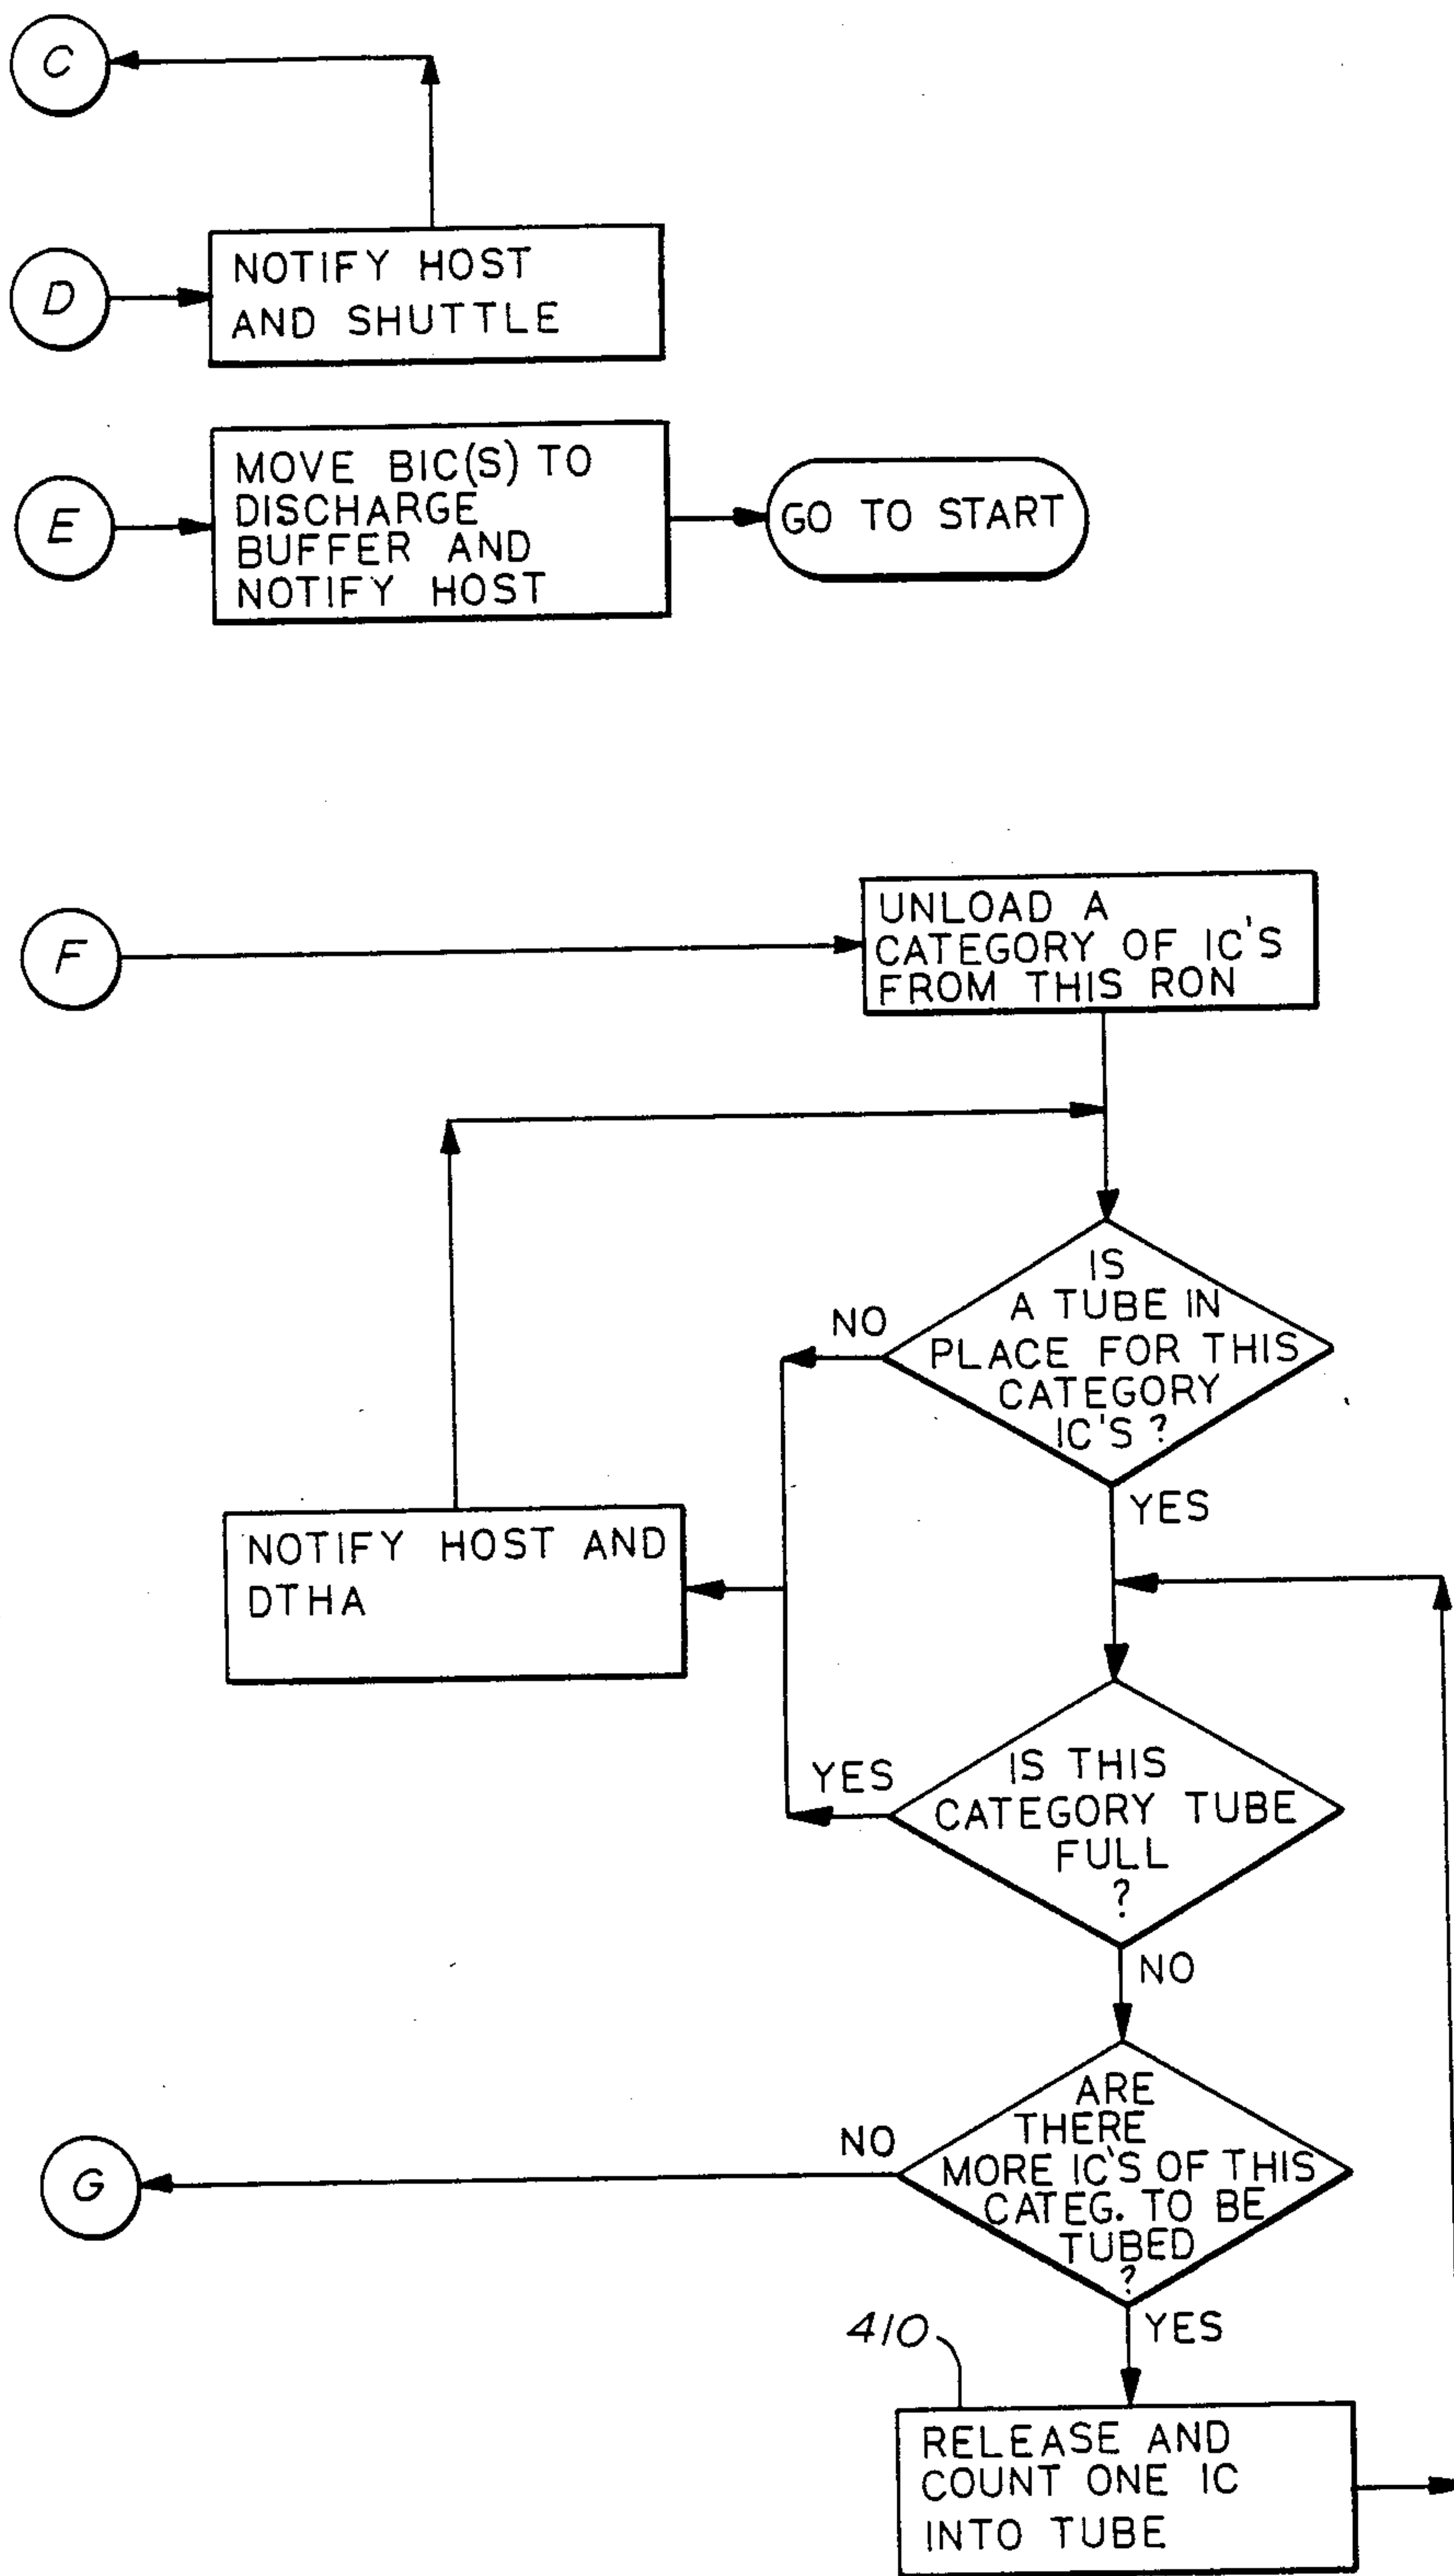 C
D
NOTIFY HOST
AND SHUTTLE
E
MOVE BIC(S) TO
DISCHARGE
BUFFER AND
NOTIFY HOST
GO TO START
F
UNLOAD A
CATEGORY OF IC'S
FROM THIS RON
IS
A TUBE IN
PLACE FOR THIS
CATEGORY
IC'S ?
NO
YES
NOTIFY HOST AND
DTHA
IS THIS
CATEGORY TUBE
FULL
?
YES
NO
ARE
THERE
MORE IC'S OF THIS
CATEG. TO BE
TUBED
?
NO
G
YES
410
RELEASE AND
COUNT ONE IC
INTO TUBE